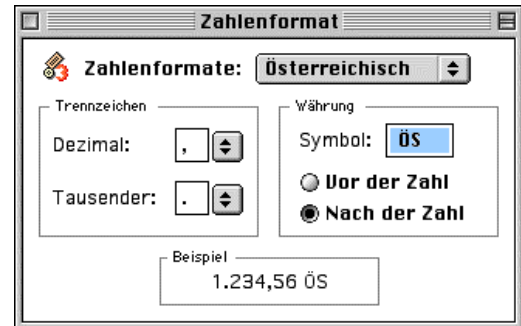 Zahlenformat
Zahlenformate: Österreichisch
Trennzeichen
Dezimal: ,
Tausender: .
Währung
Symbol: ÖS
Vor der Zahl
Nach der Zahl
Beispiel
1.234,56 ÖS